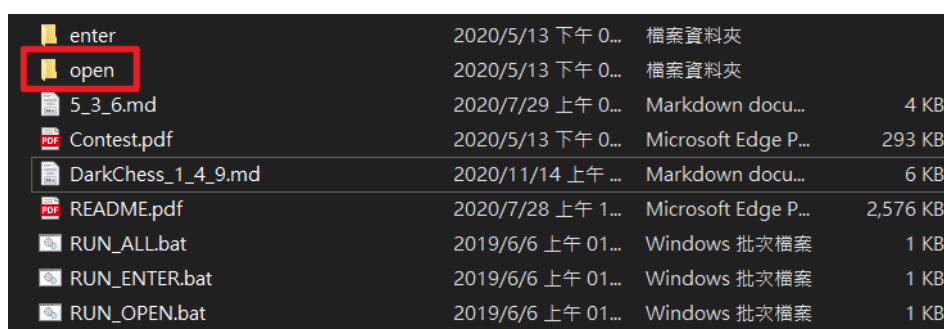 enter 2020/5/13 下午 0... 檔案資料夾
open 2020/5/13 下午 0... 檔案資料夾
5_3_6.md 2020/7/29 上午 0... Markdown docu... 4 KB
Contest.pdf 2020/5/13 下午 0... Microsoft Edge P... 293 KB
DarkChess_1_4_9.md 2020/11/14 上午 ... Markdown docu... 6 KB
README.pdf 2020/7/28 上午 1... Microsoft Edge P... 2,576 KB
RUN_ALL.bat 2019/6/6 上午 01... Windows 批次檔案 1 KB
RUN_ENTER.bat 2019/6/6 上午 01... Windows 批次檔案 1 KB
RUN_OPEN.bat 2019/6/6 上午 01... Windows 批次檔案 1 KB